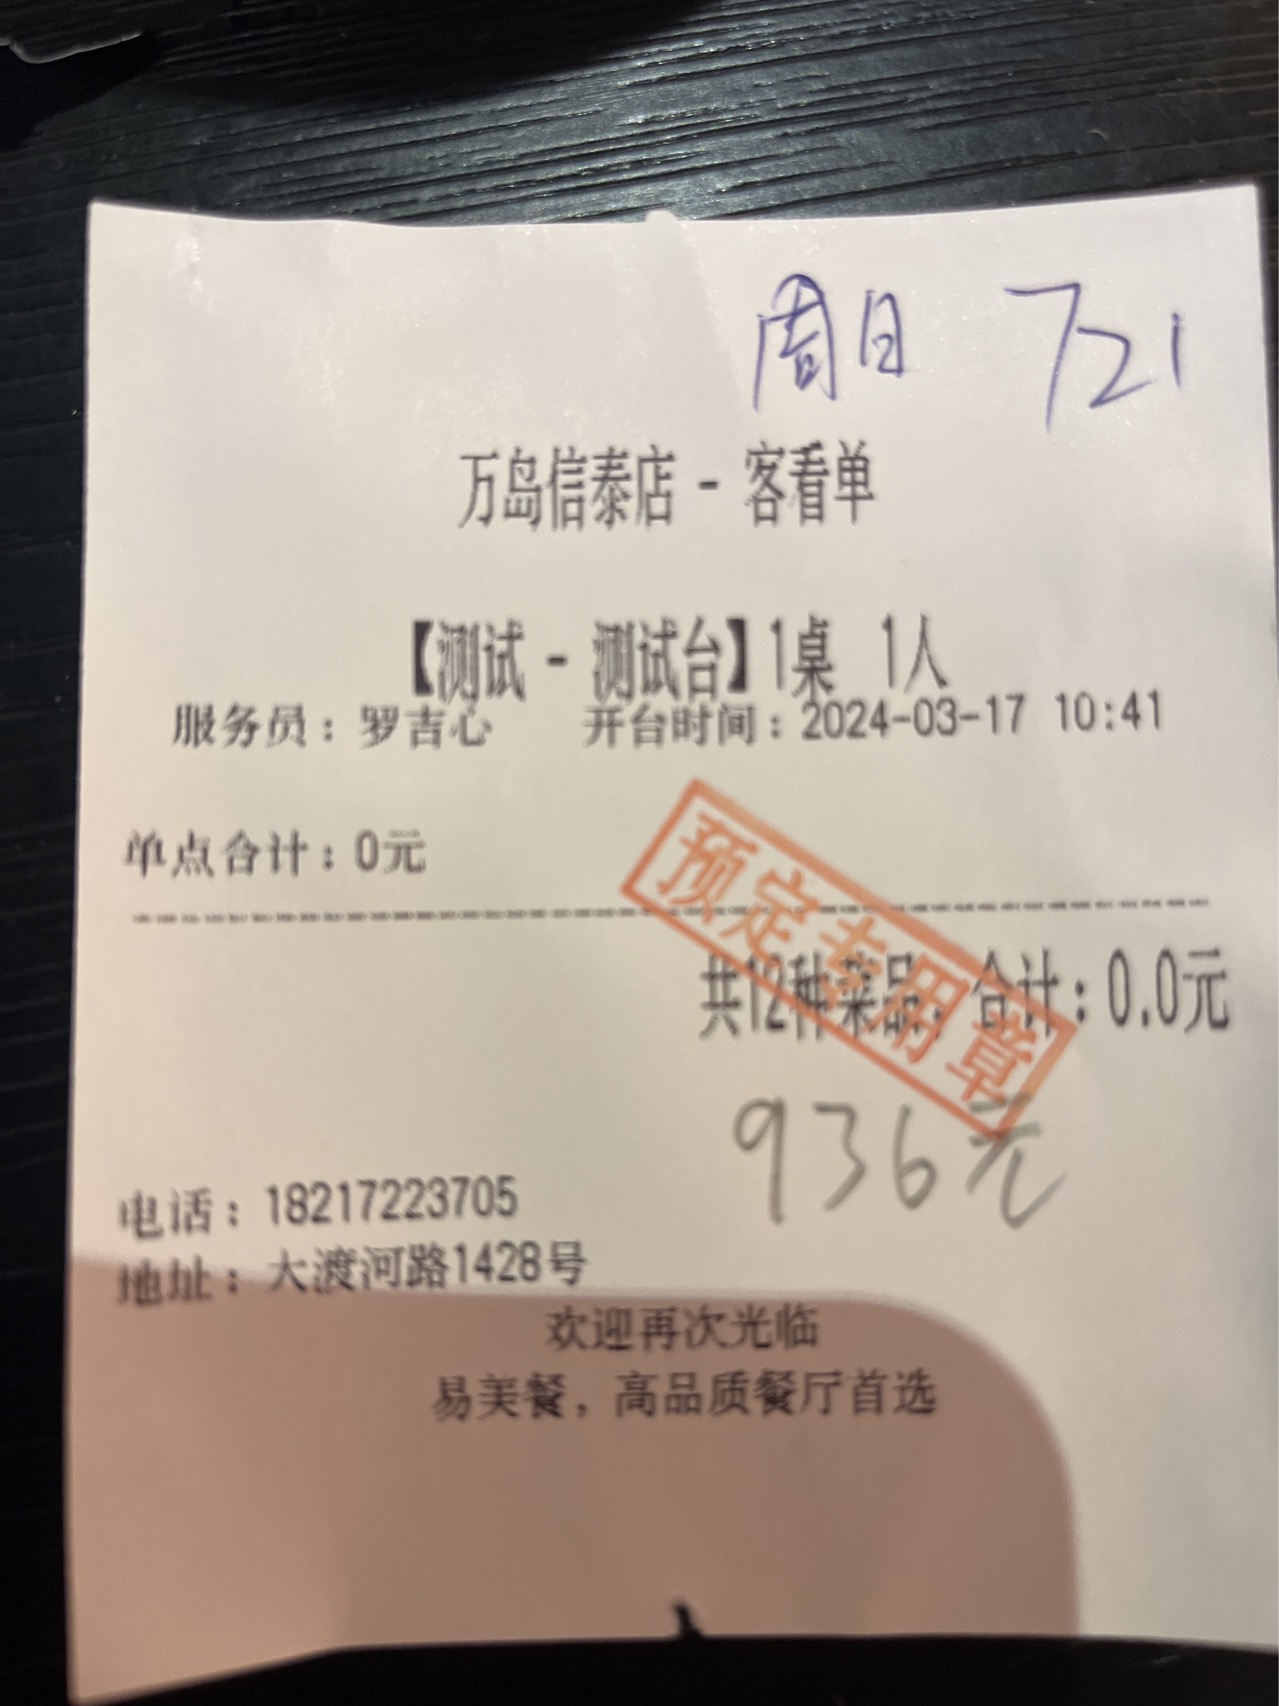 周日 721
万岛信泰店 - 客看单
【测试 - 测试台】1桌 1人
服务员：罗吉心 开台时间：2024-03-17 10:41
单点合计：0元
预定专用章
共12种菜品，合计：0.0元
936元
电话：18217223705
地址：大渡河路1428号
欢迎再次光临
易美餐，高品质餐厅首选